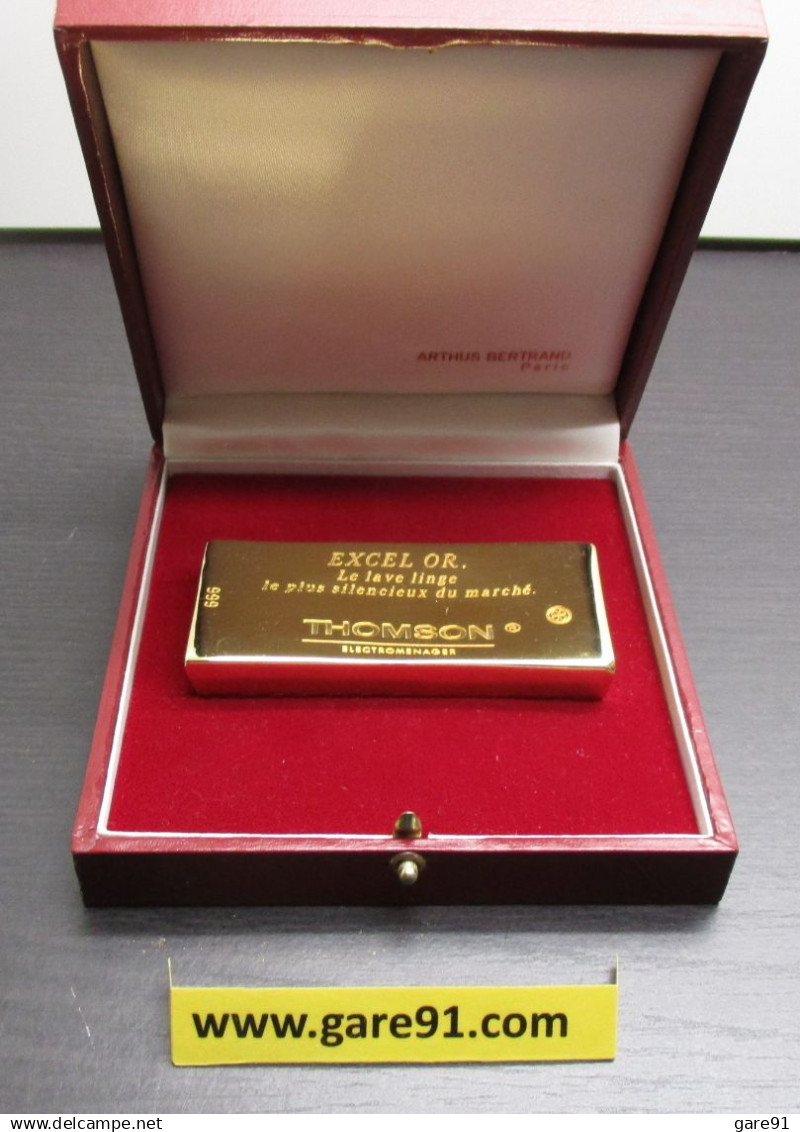 ARTHUS BERTRAND
Paris
EXCEL OR.
Le lave linge
le plus silencieux du marché.
999
THOMSON ®
ELECTROMENAGER
www.gare91.com
delcampe.net
gare91